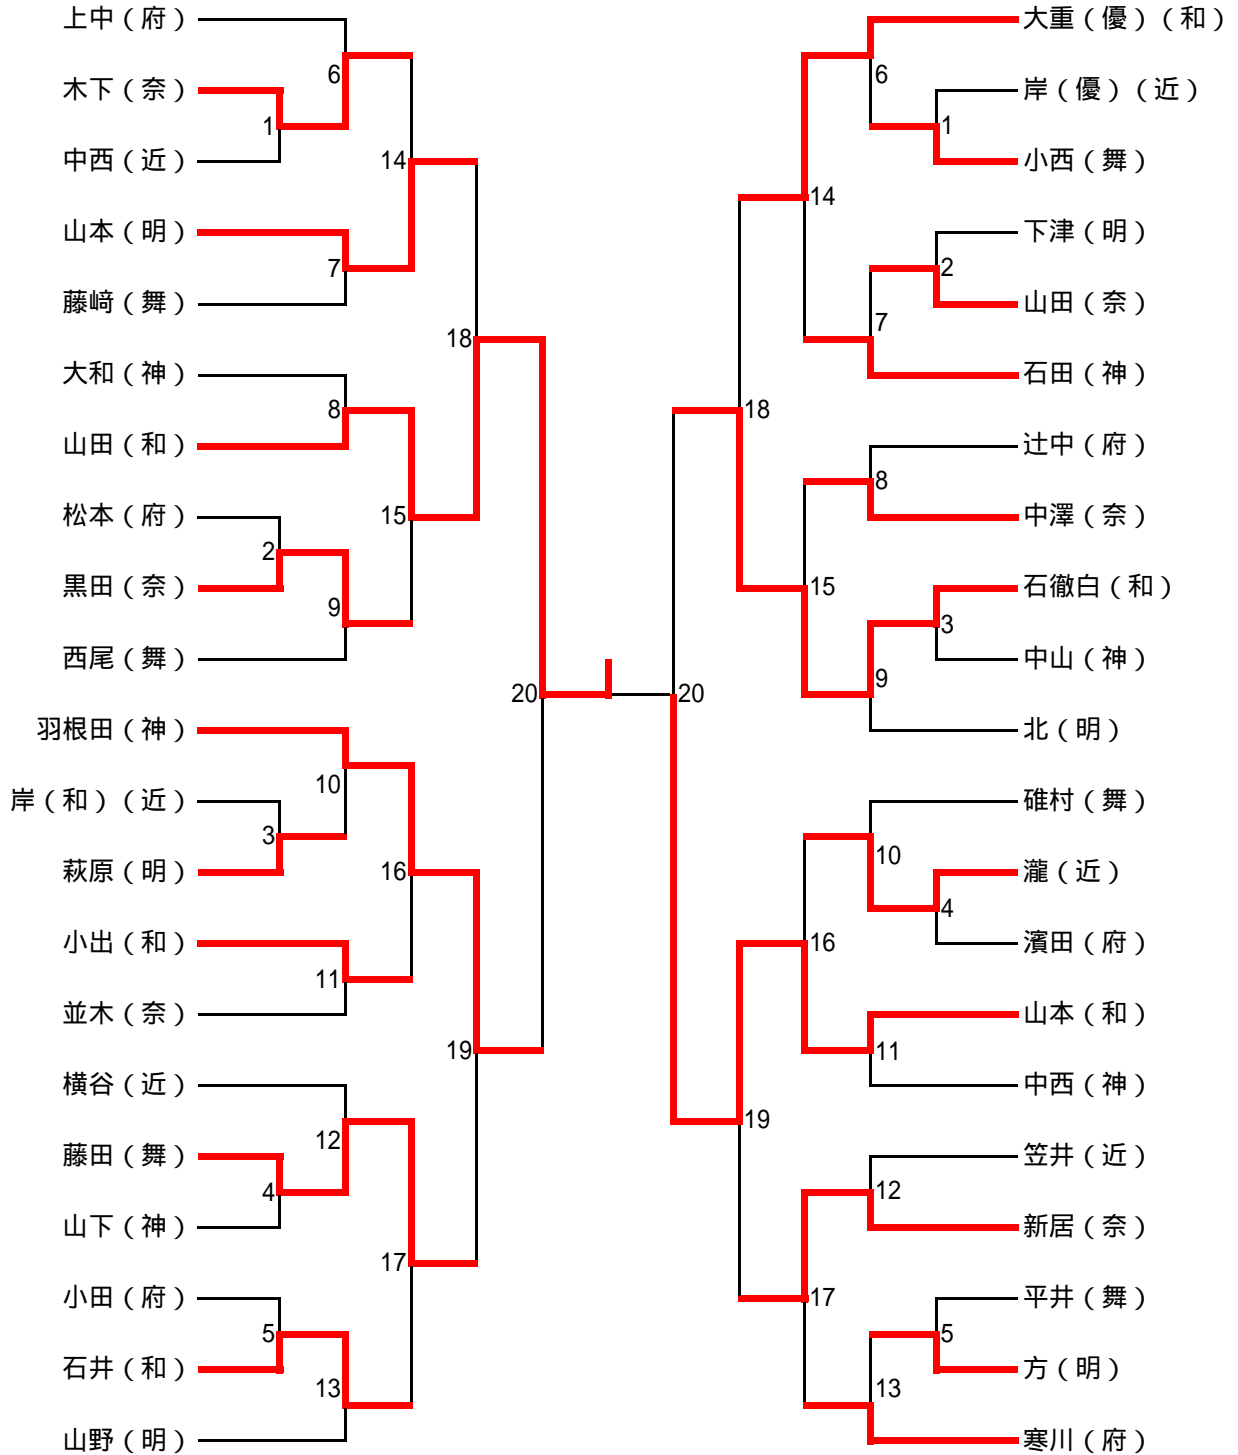 上中（府）
木下（奈）
中西（近）
山本（明）
藤﨑（舞）
大和（神）
山田（和）
松本（府）
黒田（奈）
西尾（舞）
羽根田（神）
岸（和）（近）
萩原（明）
小出（和）
並木（奈）
横谷（近）
藤田（舞）
山下（神）
小田（府）
石井（和）
山野（明）
1
2
3
4
5
6
7
8
9
10
11
12
13
14
15
16
17
18
19
20
大重（優）（和）
岸（優）（近）
小西（舞）
下津（明）
山田（奈）
石田（神）
辻中（府）
中澤（奈）
石徹白（和）
中山（神）
北（明）
碓村（舞）
瀧（近）
濱田（府）
山本（和）
中西（神）
笠井（近）
新居（奈）
平井（舞）
方（明）
寒川（府）
1
2
3
4
5
6
7
8
9
10
11
12
13
14
15
16
17
18
19
20